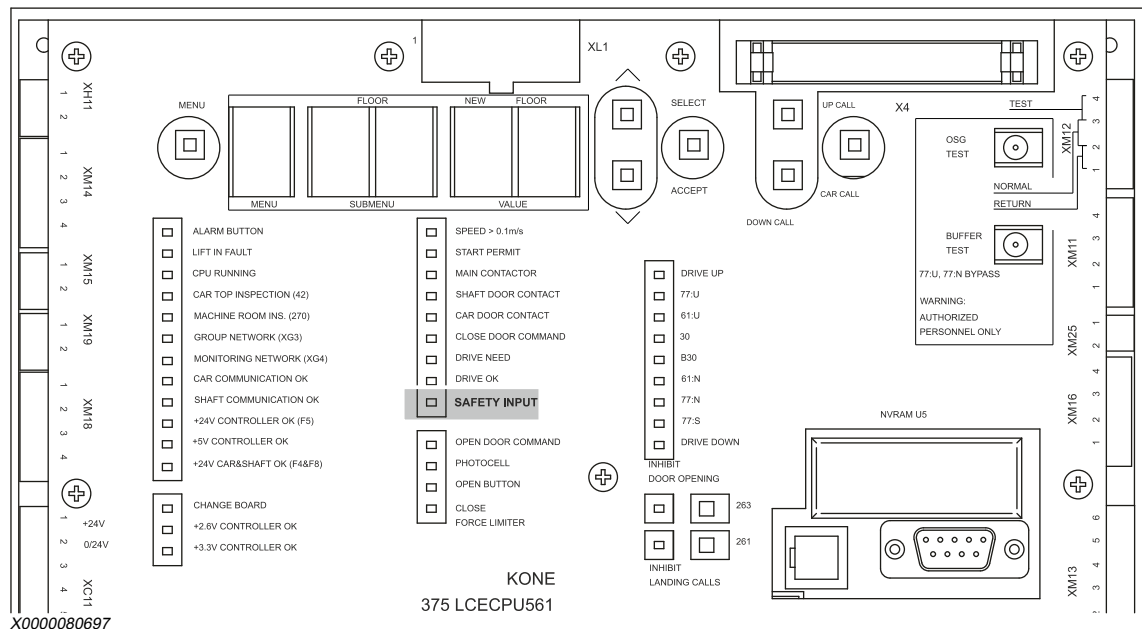 1
XL1
XH11
1
2
MENU
FLOOR
NEW FLOOR
MENU
SUBMENU
VALUE
SELECT
ACCEPT
UP CALL
CAR CALL
DOWN CALL
X4
TEST
4
3
2
1
XM12
OSG
TEST
NORMAL
RETURN
BUFFER
TEST
77:U, 77:N BYPASS
WARNING:
AUTHORIZED
PERSONNEL ONLY
XM14
1
2
3
4
XM15
1
2
XM19
1
2
XM18
1
2
3
4
ALARM BUTTON
LIFT IN FAULT
CPU RUNNING
CAR TOP INSPECTION (42)
MACHINE ROOM INS. (270)
GROUP NETWORK (XG3)
MONITORING NETWORK (XG4)
CAR COMMUNICATION OK
SHAFT COMMUNICATION OK
+24V CONTROLLER OK (F5)
+5V CONTROLLER OK
+24V CAR&SHAFT OK (F4&F8)
CHANGE BOARD
+2.6V CONTROLLER OK
+3.3V CONTROLLER OK
SPEED > 0.1m/s
START PERMIT
MAIN CONTACTOR
SHAFT DOOR CONTACT
CAR DOOR CONTACT
CLOSE DOOR COMMAND
DRIVE NEED
DRIVE OK
SAFETY INPUT
OPEN DOOR COMMAND
PHOTOCELL
OPEN BUTTON
CLOSE
FORCE LIMITER
DRIVE UP
77:U
61:U
30
B30
61:N
77:N
77:S
DRIVE DOWN
INHIBIT
DOOR OPENING
263
261
INHIBIT
LANDING CALLS
NVRAM U5
XM11
4
3
2
1
XM25
1
2
XM16
4
3
2
1
XM13
6
5
4
3
1 +24V
2 0/24V
3
4
XC11
KONE
375 LCECPU561
X0000080697